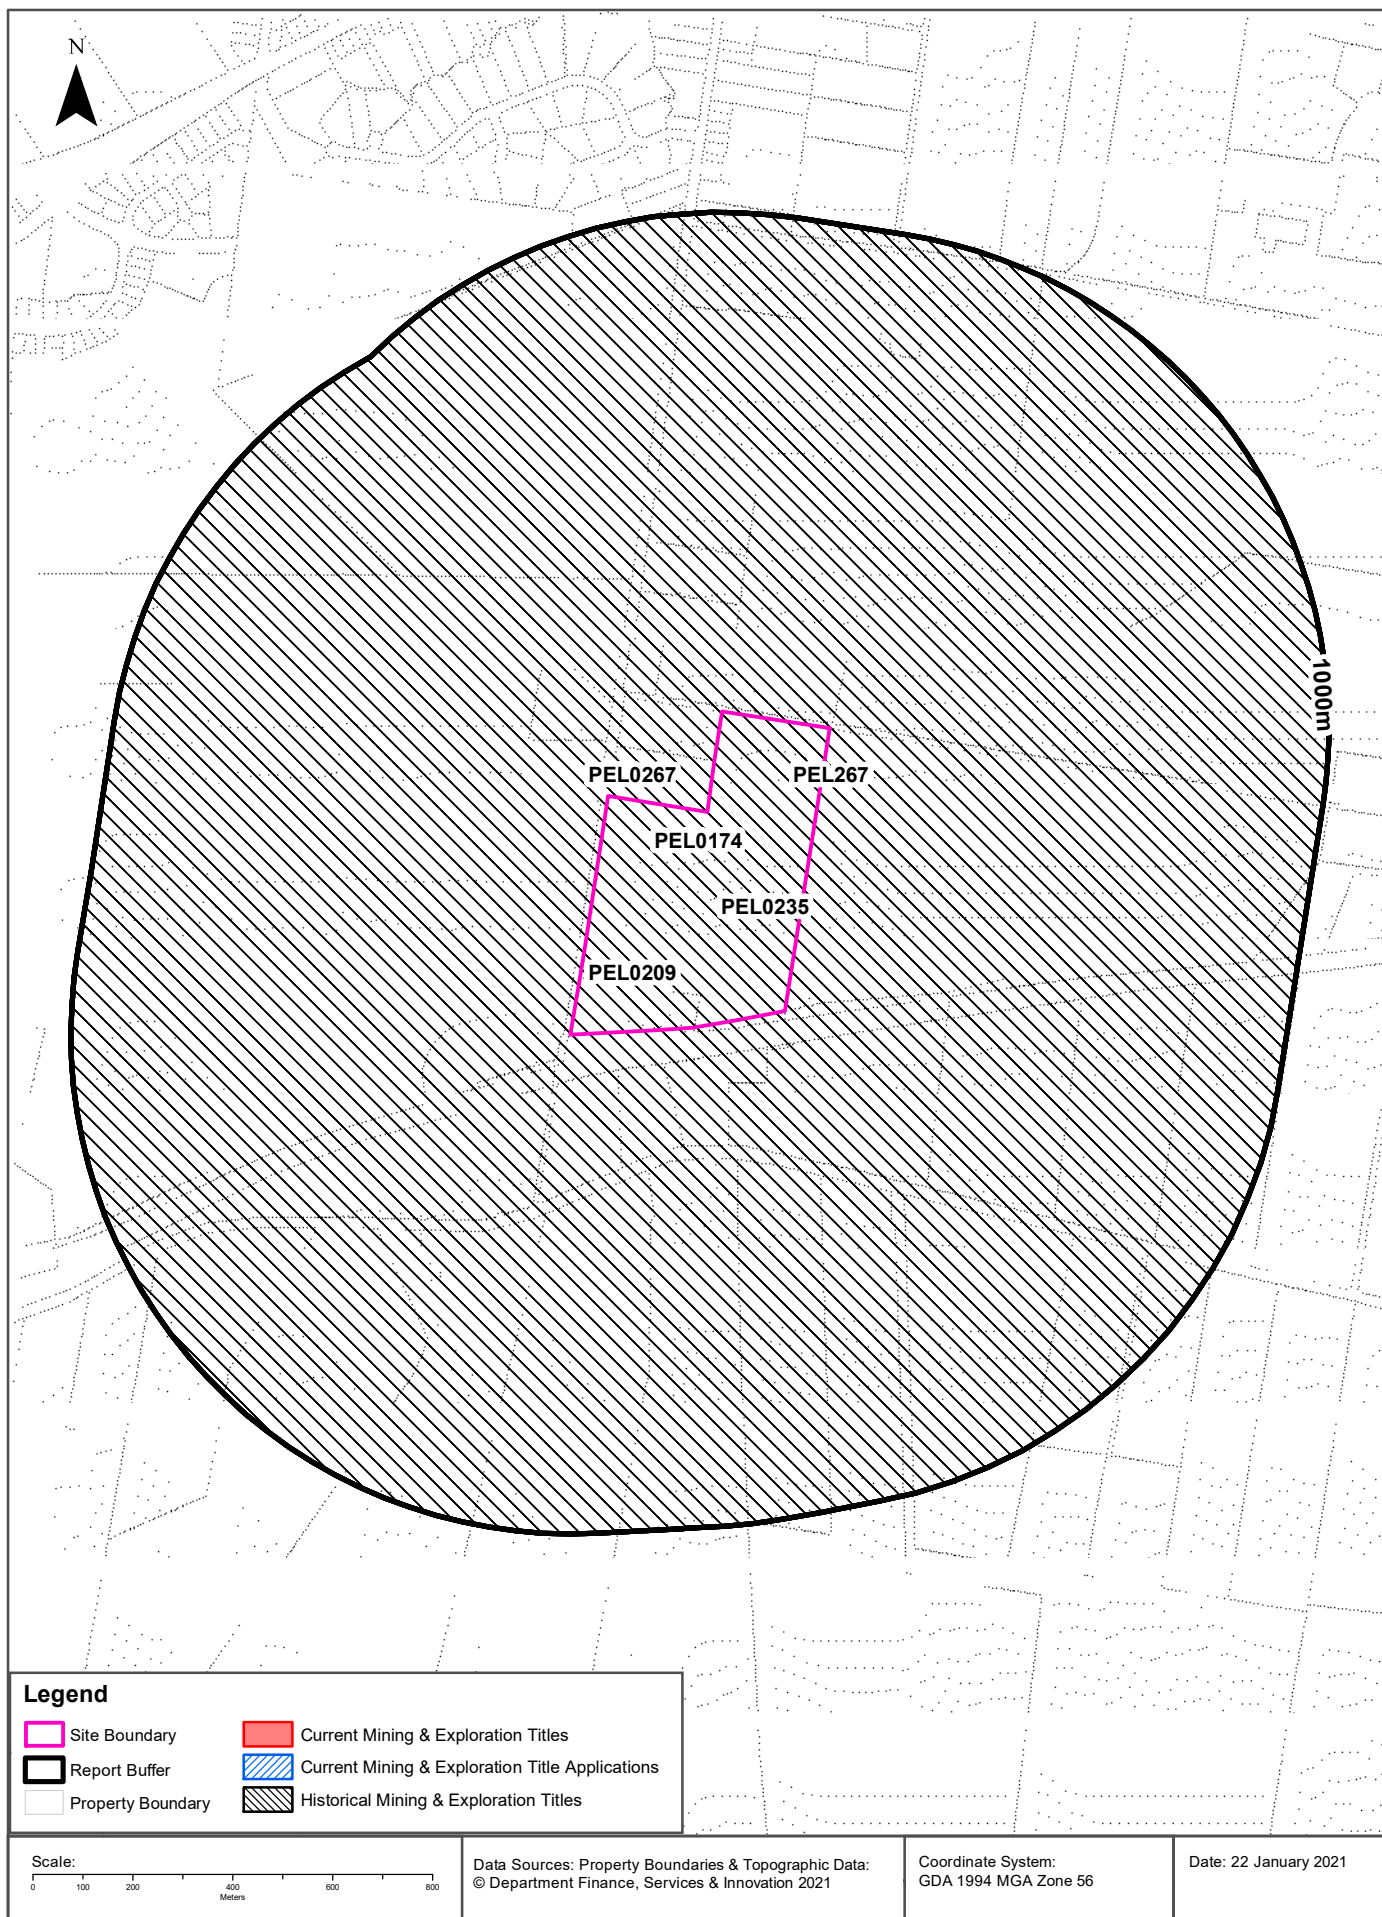 N
1000m
PEL0267
PEL267
PEL0174
PEL0235
PEL0209
Legend
Site Boundary
Report Buffer
Property Boundary
Current Mining & Exploration Titles
Current Mining & Exploration Title Applications
Historical Mining & Exploration Titles
Scale:
0 100 200 400 600 800
Meters
Data Sources: Property Boundaries & Topographic Data:
© Department Finance, Services & Innovation 2021
Coordinate System:
GDA 1994 MGA Zone 56
Date: 22 January 2021